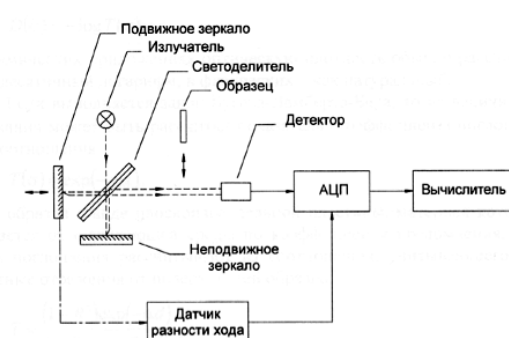 Подвижное зеркало
Излучатель
Светоделитель
Образец
Детектор
АЦП
Вычислитель
Неподвижное
зеркало
Датчик
разности хода